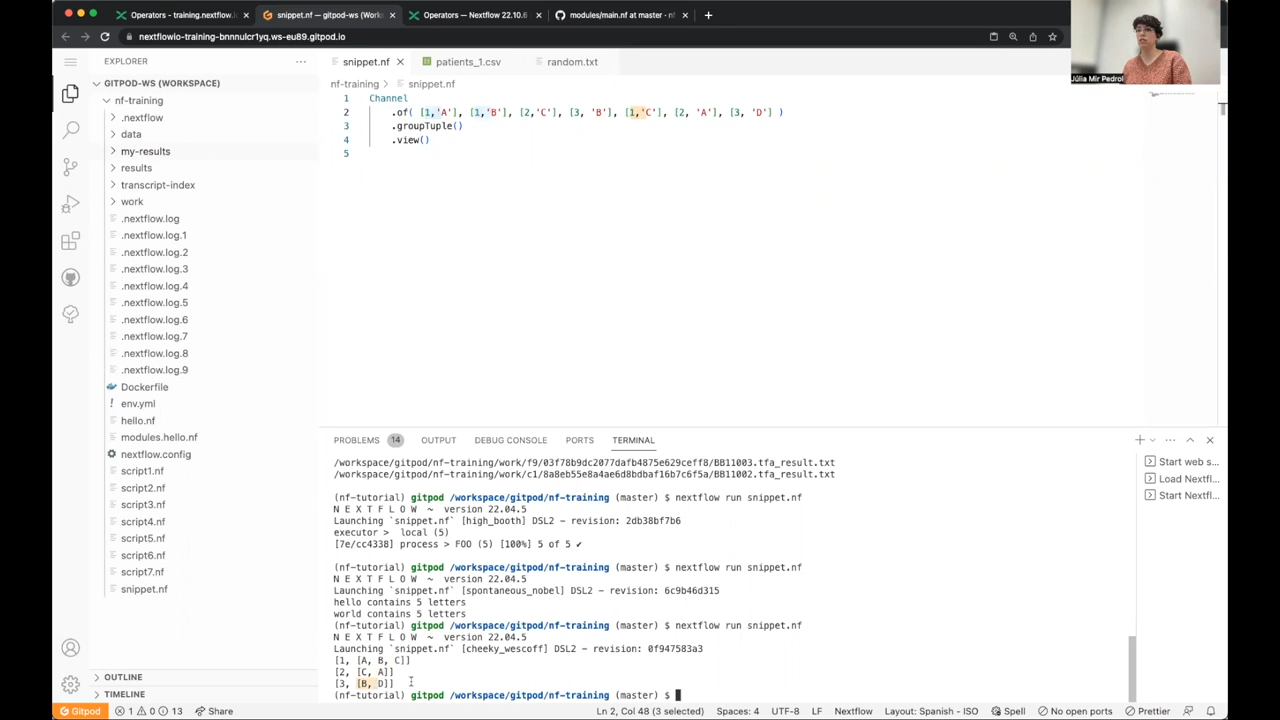 Operators - training.nextflow.i
snippet.nf — gitpod-ws (Works
Operators — Nextflow 22.10.6
modules/main.nf at master · nf
nextflowio-training-bnnnulcr1yq.ws-eu89.gitpod.io
Júlia Mir Pedrol
EXPLORER
GITPOD-WS (WORKSPACE)
nf-training
.nextflow
data
my-results
results
transcript-index
work
.nextflow.log
.nextflow.log.1
.nextflow.log.2
.nextflow.log.3
.nextflow.log.4
.nextflow.log.5
.nextflow.log.6
.nextflow.log.7
.nextflow.log.8
.nextflow.log.9
Dockerfile
env.yml
hello.nf
modules.hello.nf
nextflow.config
script1.nf
script2.nf
script3.nf
script4.nf
script5.nf
script6.nf
script7.nf
snippet.nf
OUTLINE
TIMELINE
snippet.nf
patients_1.csv
random.txt
nf-training > snippet.nf
1 Channel
2 .of( [1,'A'], [1,'B'], [2,'C'], [3, 'B'], [1,'C'], [2, 'A'], [3, 'D'] )
3 .groupTuple()
4 .view()
5
PROBLEMS 14 OUTPUT DEBUG CONSOLE PORTS TERMINAL
/workspace/gitpod/nf-training/work/f9/03f78b9dc2077dafb4875e629ceff8/BB11003.tfa_result.txt
/workspace/gitpod/nf-training/work/c1/8a8eb55e8a4ae6d8bdbaf16b7c6f5a/BB11002.tfa_result.txt
(nf-tutorial) gitpod /workspace/gitpod/nf-training (master) $ nextflow run snippet.nf
N E X T F L O W ~ version 22.04.5
Launching `snippet.nf` [high_booth] DSL2 - revision: 2db38bf7b6
executor > local (5)
[7e/cc4338] process > FOO (5) [100%] 5 of 5 ✔
(nf-tutorial) gitpod /workspace/gitpod/nf-training (master) $ nextflow run snippet.nf
N E X T F L O W ~ version 22.04.5
Launching `snippet.nf` [spontaneous_nobel] DSL2 - revision: 6c9b46d315
hello contains 5 letters
world contains 5 letters
(nf-tutorial) gitpod /workspace/gitpod/nf-training (master) $ nextflow run snippet.nf
N E X T F L O W ~ version 22.04.5
Launching `snippet.nf` [cheeky_wescoff] DSL2 - revision: 0f947583a3
[1, [A, B, C]]
[2, [C, A]]
[3, [B, D]]
(nf-tutorial) gitpod /workspace/gitpod/nf-training (master) $
Start web s...
Load Nextfl...
Start Nextfl...
Gitpod 1 0 13 Share Ln 2, Col 48 (3 selected) Spaces: 4 UTF-8 LF Nextflow Layout: Spanish - ISO Spell No open ports Prettier